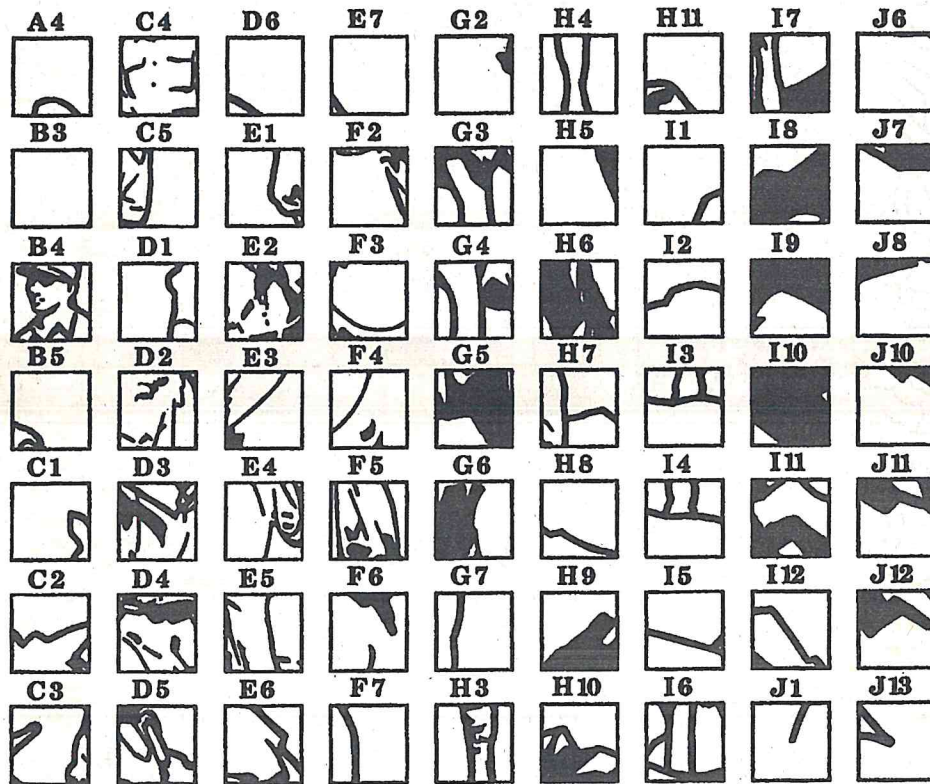 A4 C4 D6 E7 G2 H4 H11 I7 J6
B3 C5 E1 F2 G3 H5 I1 I8 J7
B4 D1 E2 F3 G4 H6 I2 I9 J8
B5 D2 E3 F4 G5 H7 I3 I10 J10
C1 D3 E4 F5 G6 H8 I4 I11 J11
C2 D4 E5 F6 G7 H9 I5 I12 J12
C3 D5 E6 F7 H3 H10 I6 J1 J13